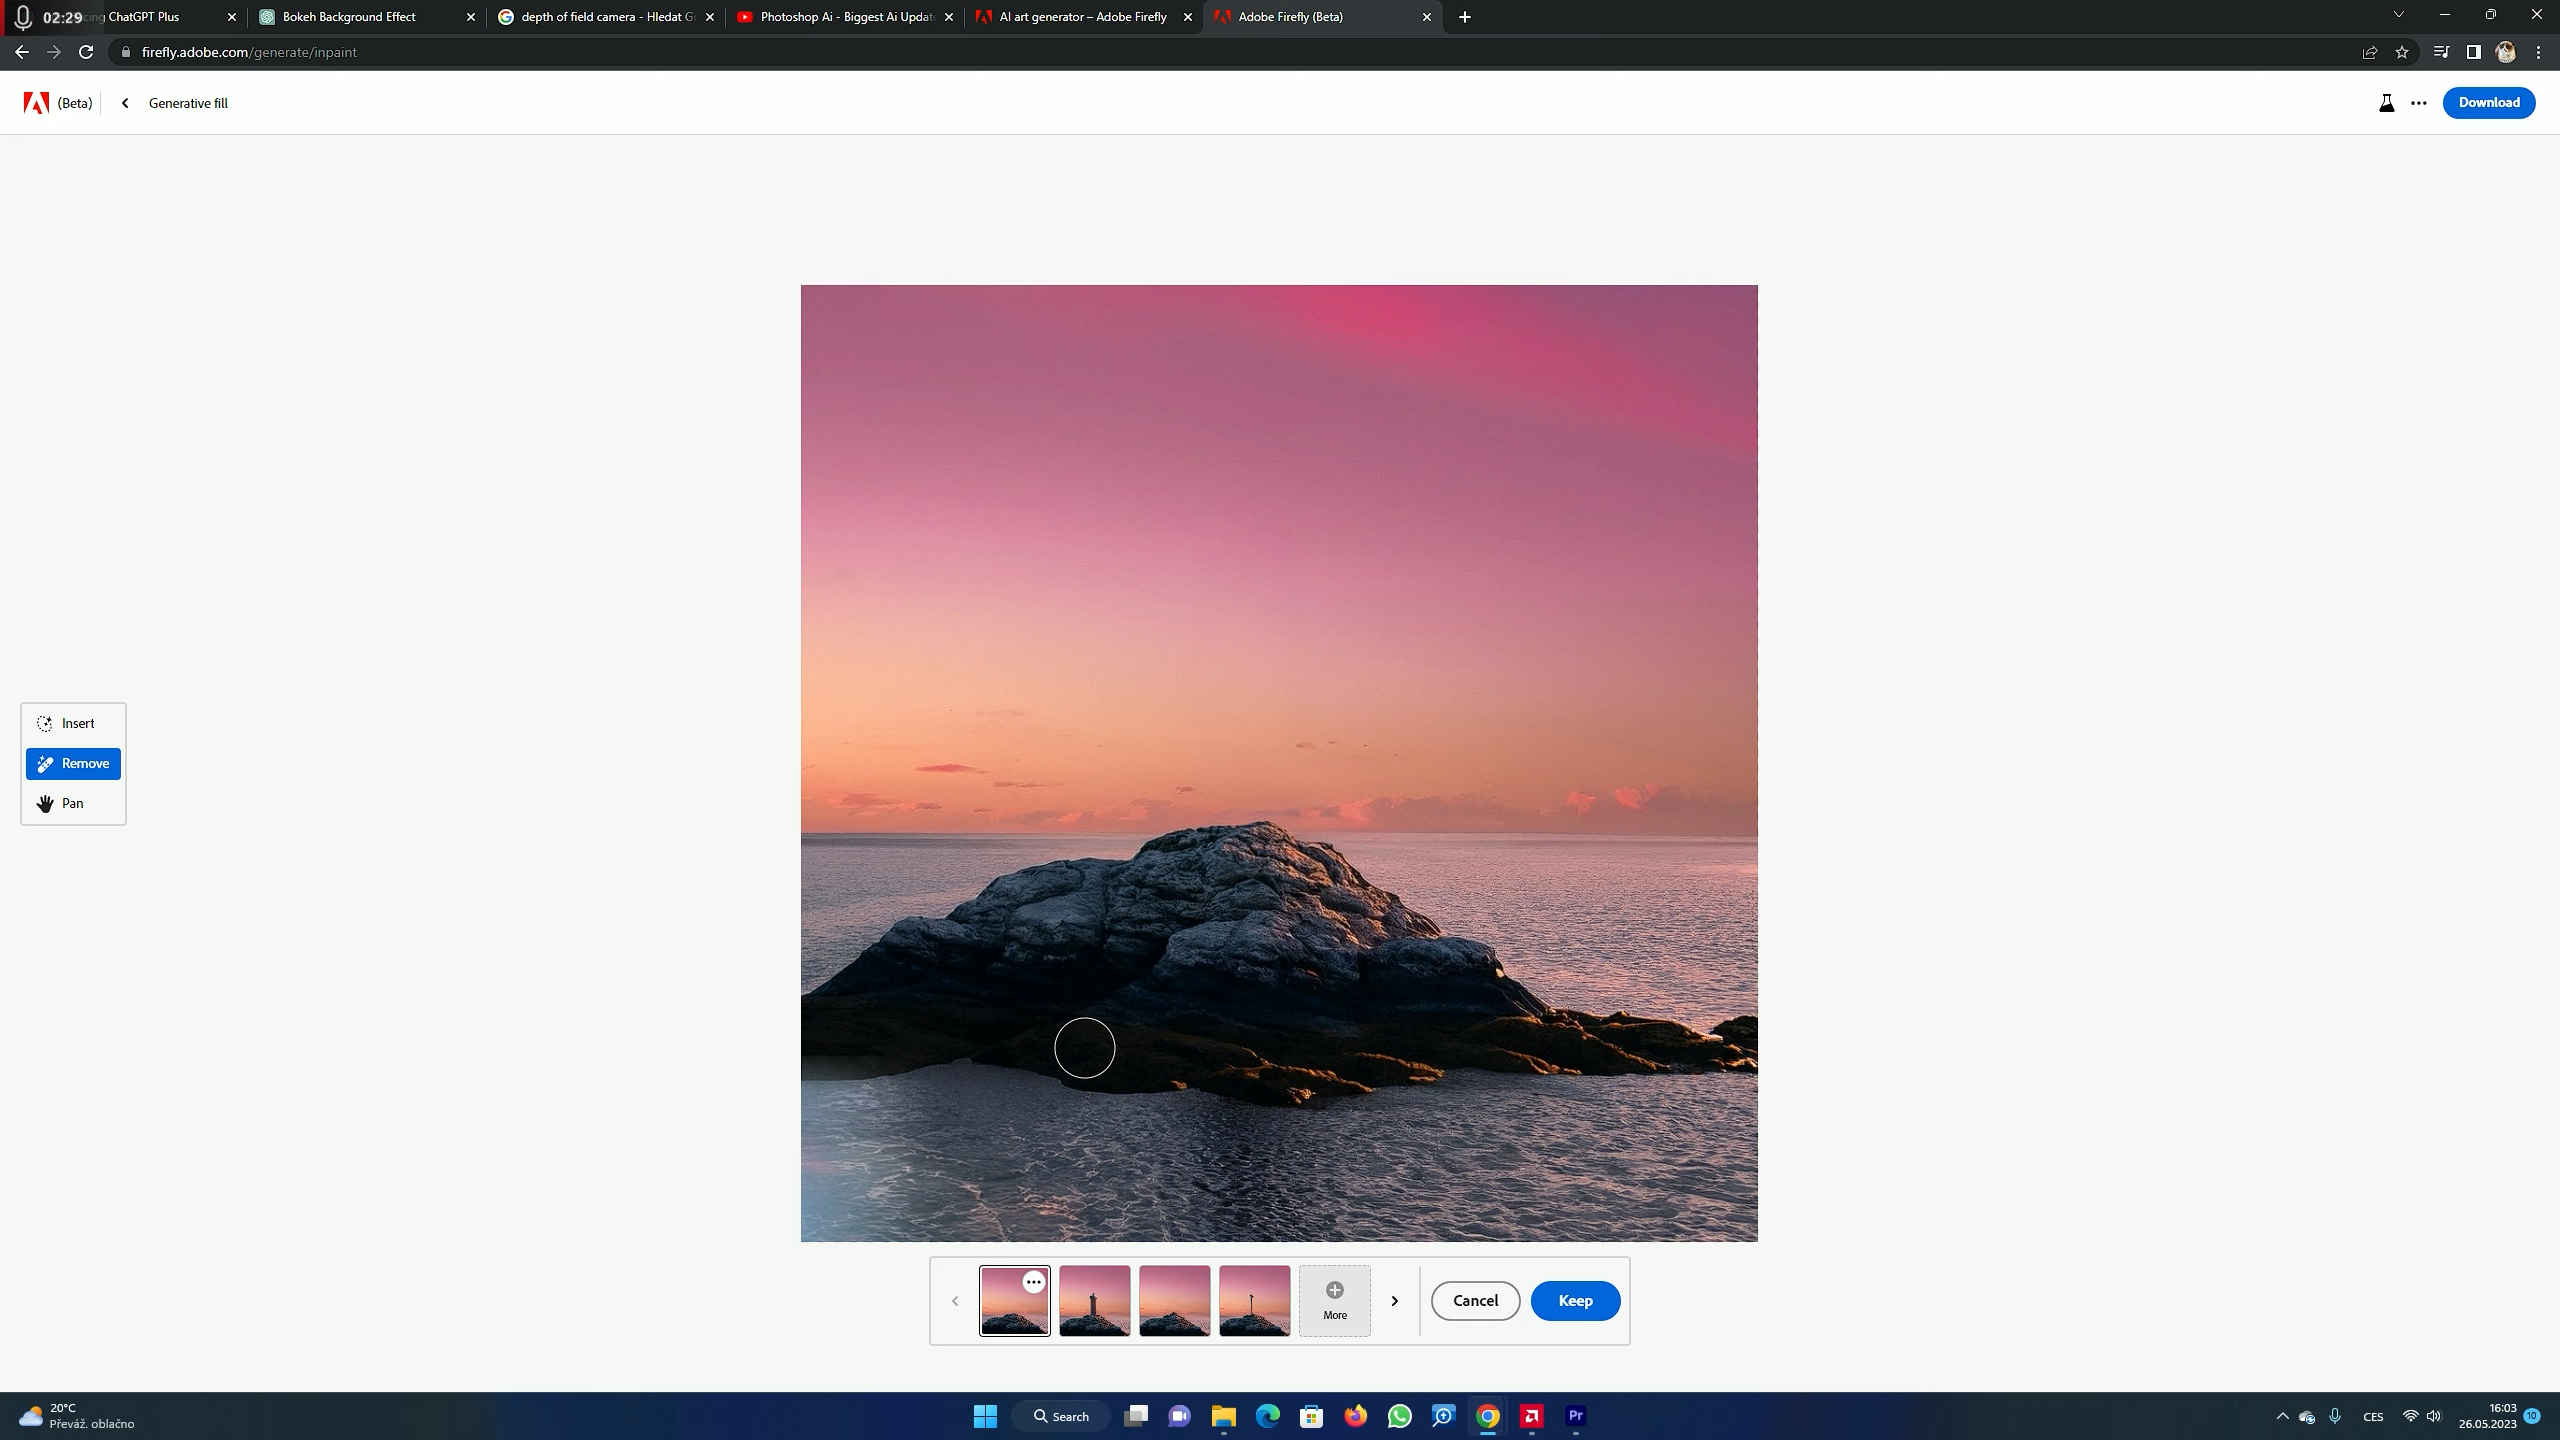 02:29
cing ChatGPT Plus
Bokeh Background Effect
depth of field camera - Hledat G
Photoshop Ai - Biggest Ai Updat
AI art generator – Adobe Firefly
Adobe Firefly (Beta)
firefly.adobe.com/generate/inpaint
(Beta)
Generative fill
Download
Insert
Remove
Pan
More
Cancel
Keep
20°C
Převáž. oblačno
Search
Pr
CES
16:03
26.05.2023
10